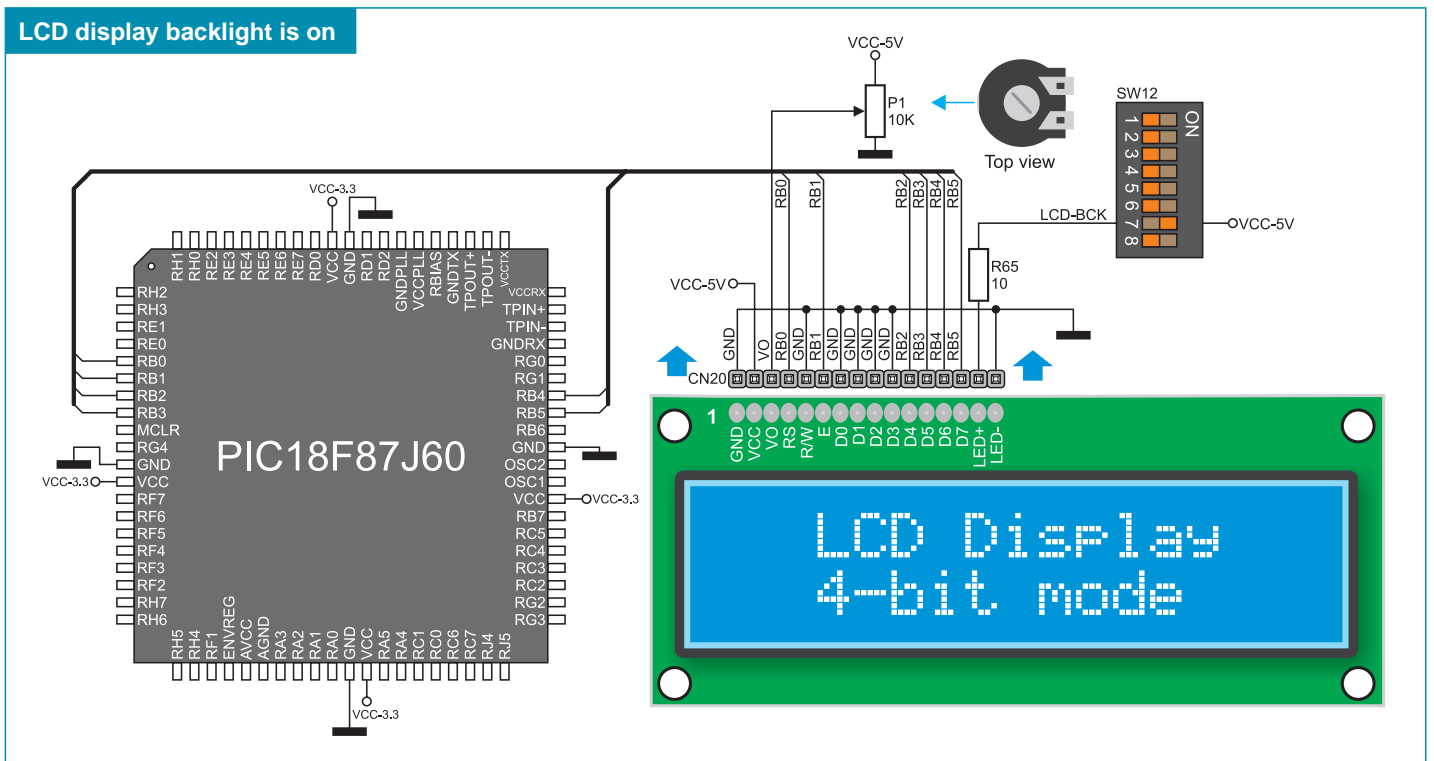 LCD display backlight is on
VCC-5V
P1
10K
Top view
SW12
ON
1
2
3
4
5
6
7
8
LCD-BCK
VCC-5V
R65
10
VCC-5V
RB0
RB1
RB2
RB3
RB4
RB5
GND
VO
RB0
GND
RB1
GND
GND
GND
GND
RB2
RB3
RB4
RB5
CN20
1
GND
VCC
VO
RS
R/W
E
D0
D1
D2
D3
D4
D5
D6
D7
LED+
LED-
LCD Display
4-bit mode
VCC-3.3
RH1
RH0
RE2
RE3
RE4
RE5
RE6
RE7
RD0
VCC
GND
RD1
RD2
GNDPLL
VCCPLL
RBIAS
GNDTX
TPOUT+
TPOUT-
VCCTX
RH2
RH3
RE1
RE0
RB0
RB1
RB2
RB3
MCLR
RG4
GND
VCC
RF7
RF6
RF5
RF4
RF3
RF2
RH7
RH6
VCC-3.3
PIC18F87J60
VCCRX
TPIN+
TPIN-
GNDRX
RG0
RG1
RB4
RB5
RB6
GND
OSC2
OSC1
VCC
RB7
RC5
RC4
RC3
RC2
RG2
RG3
VCC-3.3
RH5
RH4
RF1
ENVREG
AVCC
AGND
RA3
RA2
RA1
RA0
GND
VCC
RA5
RA4
RC1
RC0
RC6
RC7
RJ4
RJ5
VCC-3.3